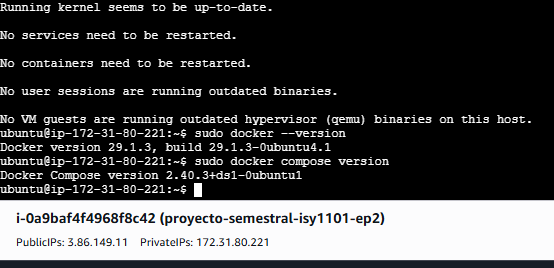 Running kernel seems to be up-to-date.
No services need to be restarted.
No containers need to be restarted.
No user sessions are running outdated binaries.
No VM guests are running outdated hypervisor (qemu) binaries on this host.
ubuntu@ip-172-31-80-221:~$ sudo docker --version
Docker version 29.1.3, build 29.1.3-0ubuntu4.1
ubuntu@ip-172-31-80-221:~$ sudo docker compose version
Docker Compose version 2.40.3+ds1-0ubuntu1
ubuntu@ip-172-31-80-221:~$
i-0a9baf4f4968f8c42 (proyecto-semestral-isy1101-ep2)
PublicIPs: 3.86.149.11 PrivateIPs: 172.31.80.221